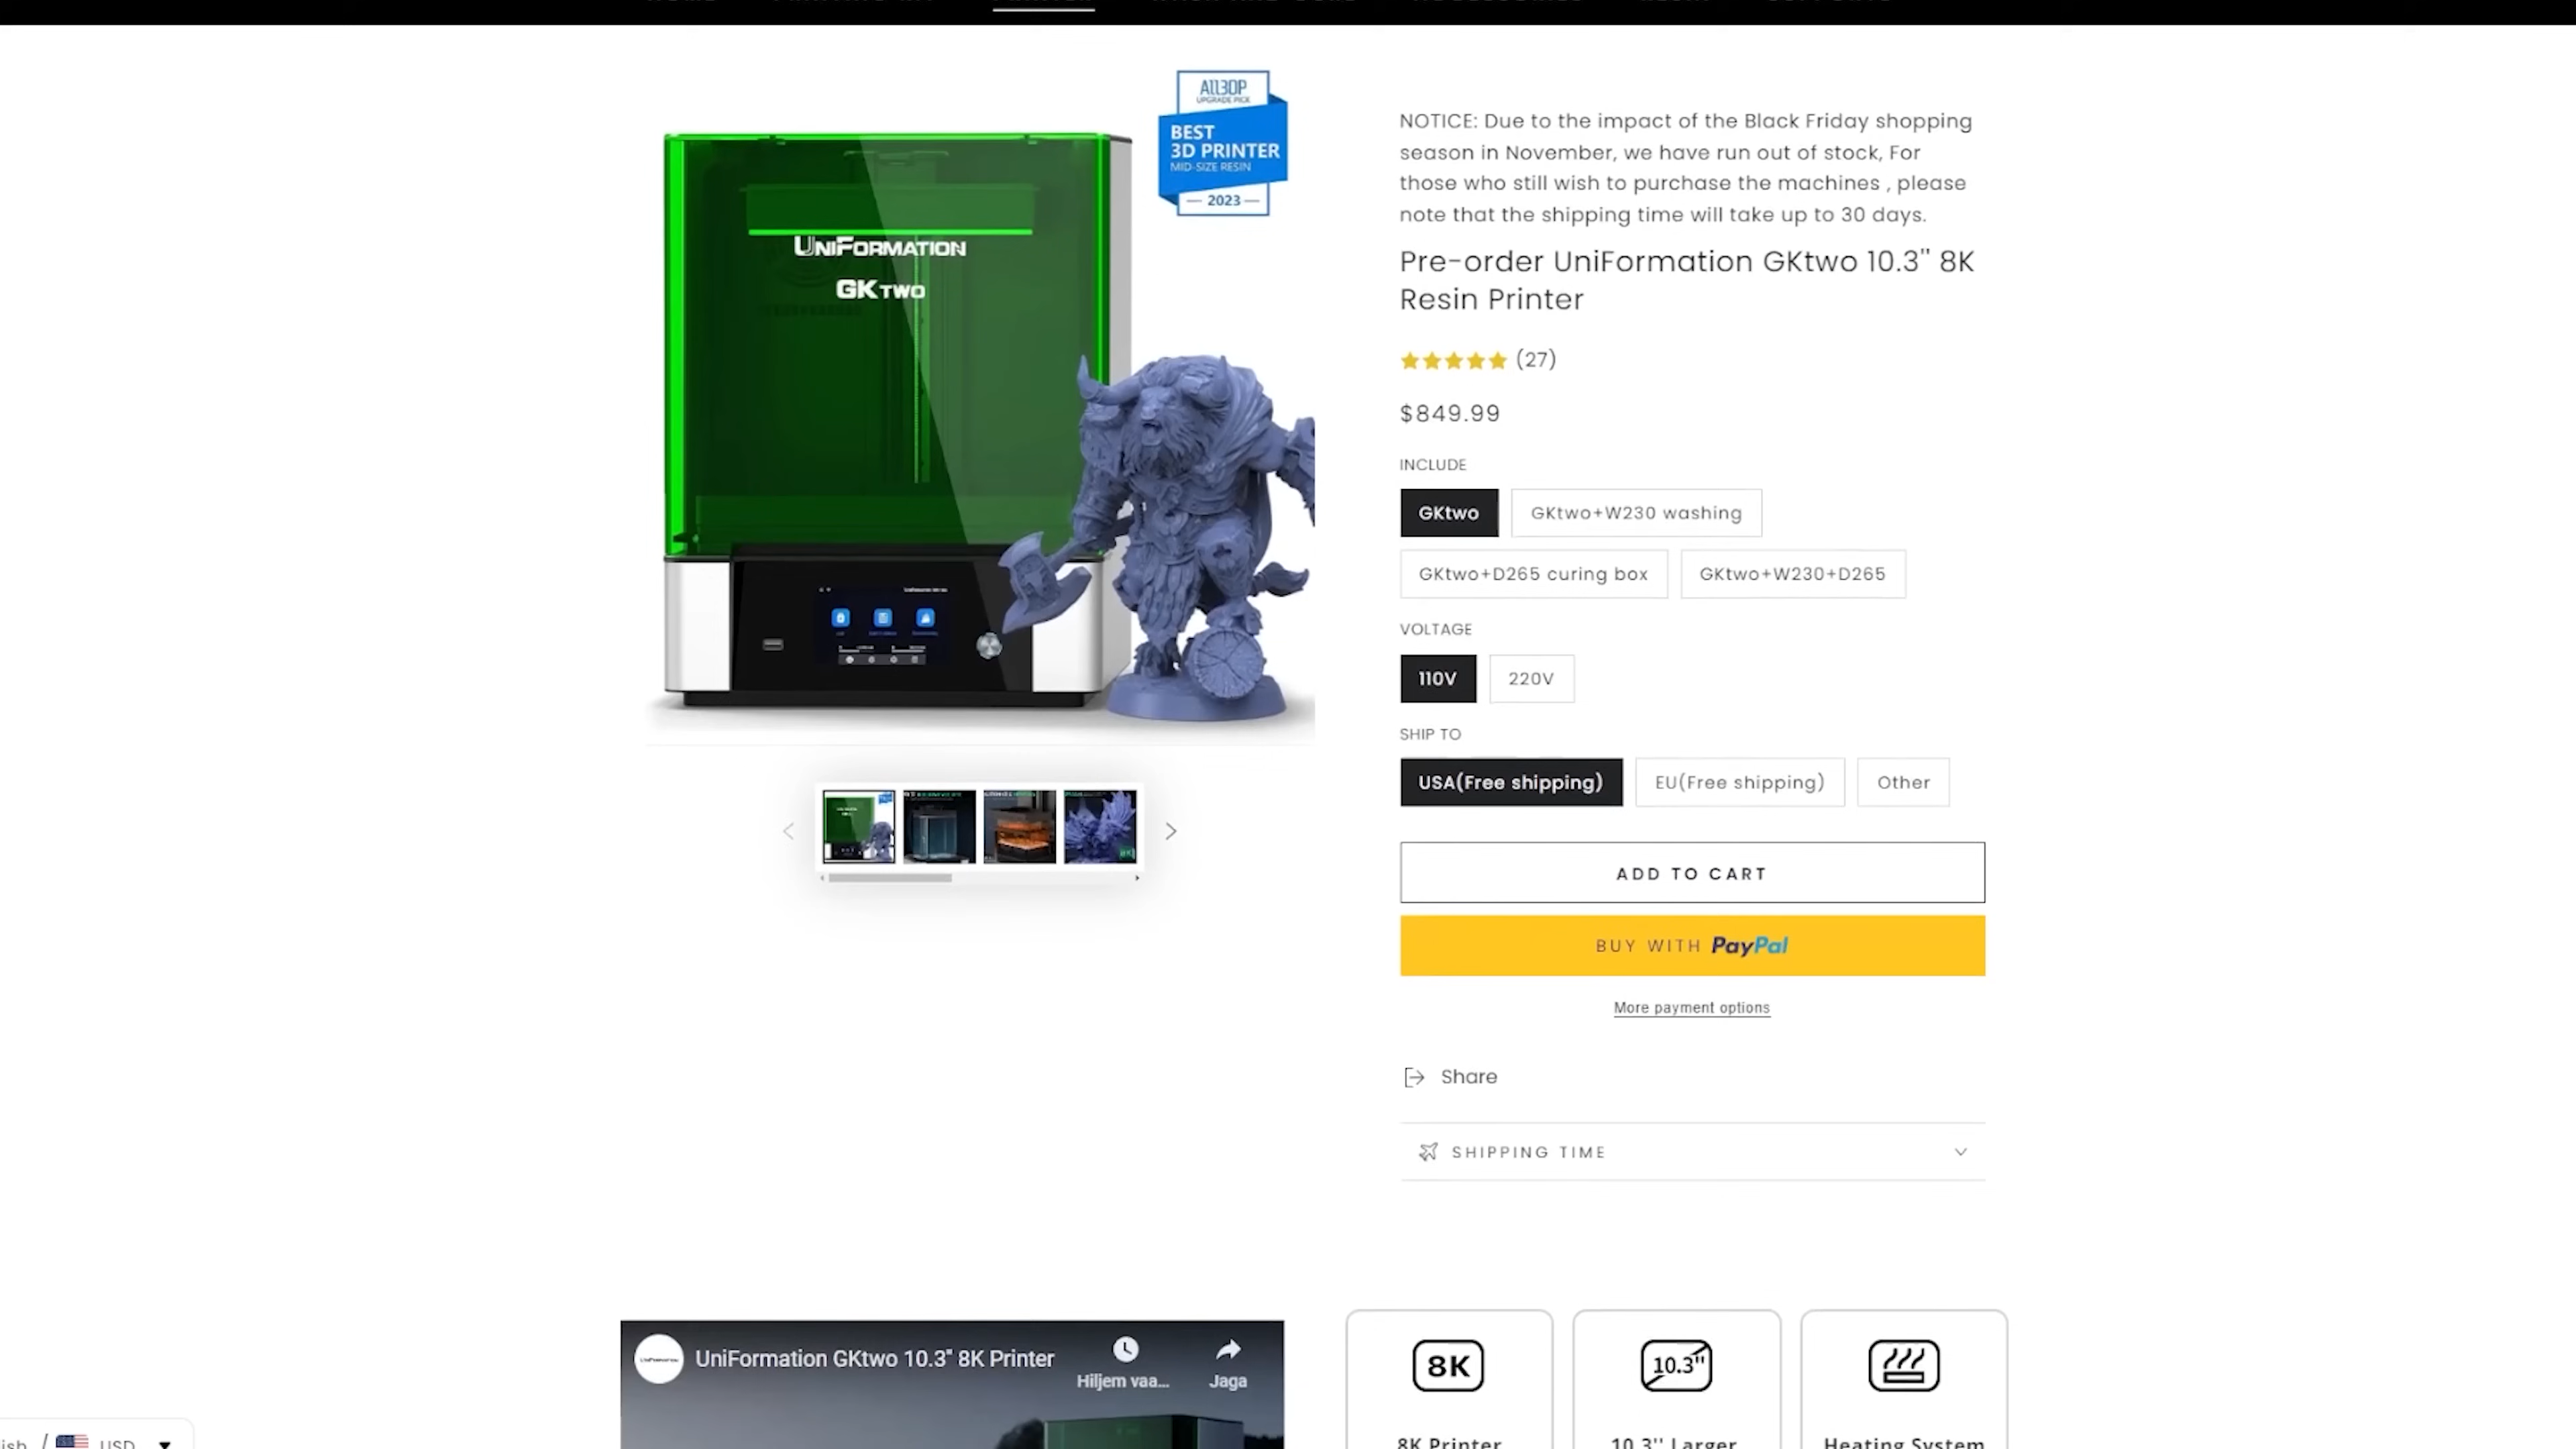 All3DP
UPGRADE PICK
BEST
3D PRINTER
MID-SIZE RESIN
2023
UNIFORMATION
GKTWO
NOTICE: Due to the impact of the Black Friday shopping
season in November, we have run out of stock, For
those who still wish to purchase the machines , please
note that the shipping time will take up to 30 days.
Pre-order UniFormation GKtwo 10.3'' 8K
Resin Printer
(27)
$849.99
INCLUDE
GKtwo
GKtwo+W230 washing
GKtwo+D265 curing box
GKtwo+W230+D265
VOLTAGE
110V
220V
SHIP TO
USA(Free shipping)
EU(Free shipping)
Other
ADD TO CART
BUY WITH PayPal
More payment options
Share
SHIPPING TIME
UniFormation GKtwo 10.3'' 8K Printer
Hiljem vaa...
Jaga
8K
10.3''
8K Printer
10.3'' Larger
Heating System
/ USD